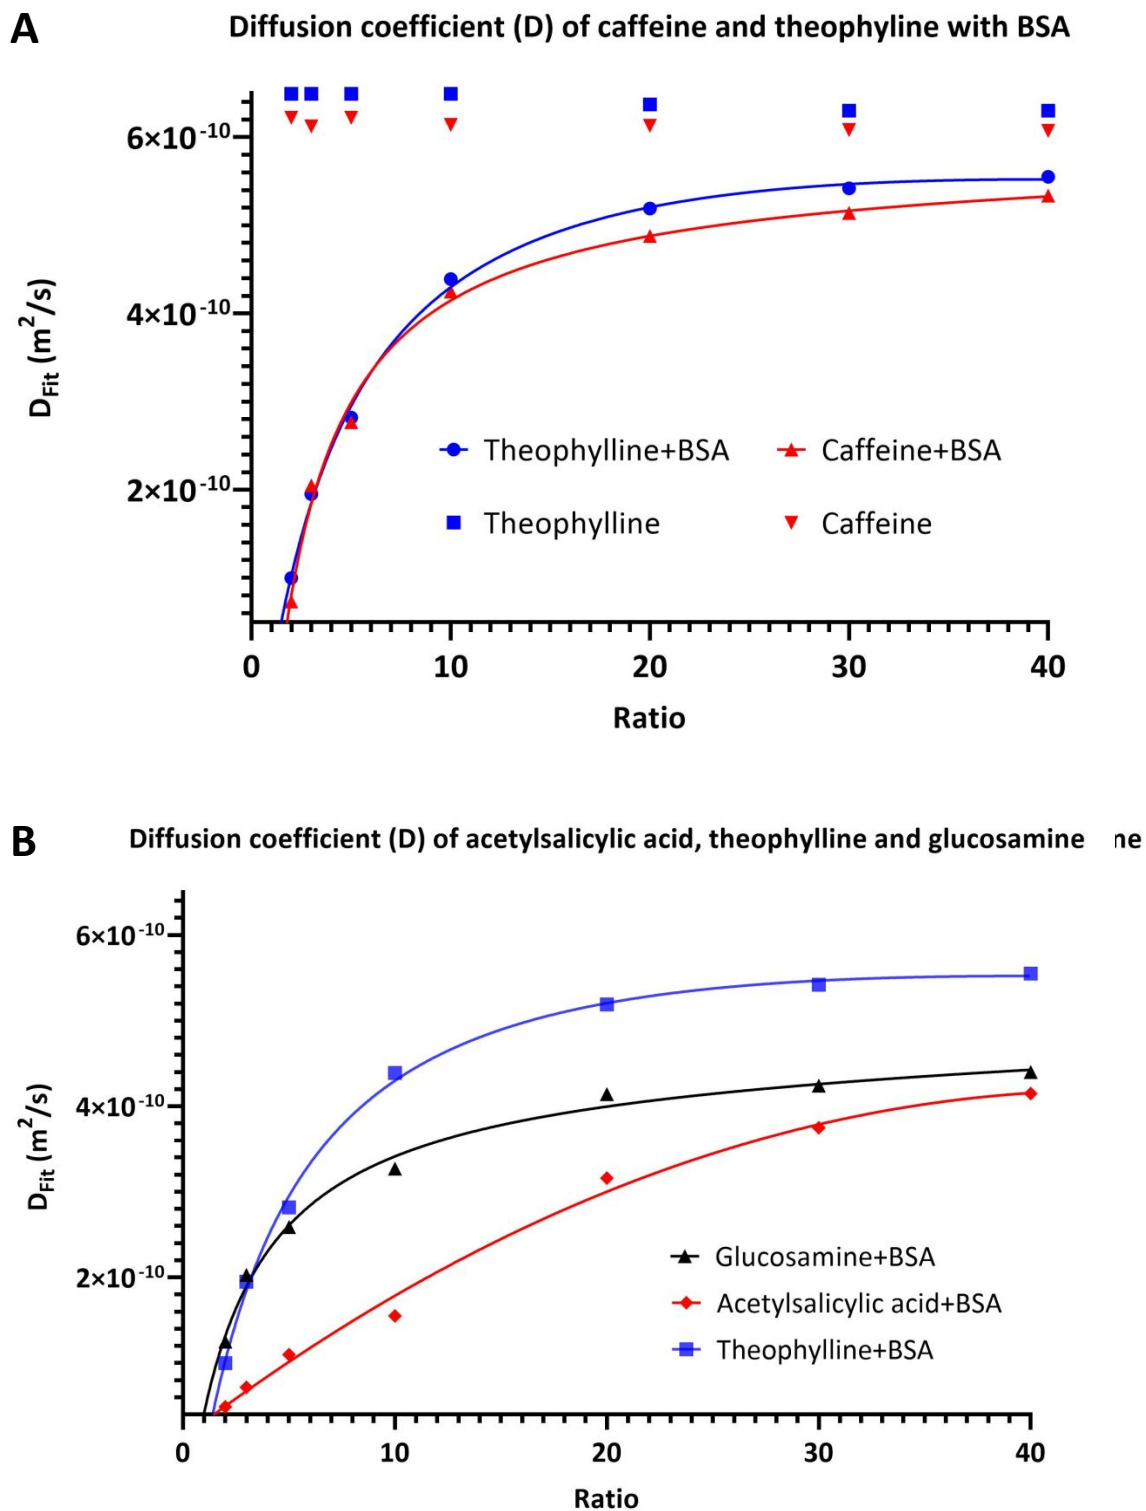 A
Diffusion coefficient (D) of caffeine and theophyline with BSA
6×10⁻¹⁰
4×10⁻¹⁰
2×10⁻¹⁰
D_Fit (m²/s)
Theophylline+BSA
Caffeine+BSA
Theophylline
Caffeine
0 10 20 30 40
Ratio
B
Diffusion coefficient (D) of acetylsalicylic acid, theophylline and glucosamine
6×10⁻¹⁰
4×10⁻¹⁰
2×10⁻¹⁰
D_Fit (m²/s)
Glucosamine+BSA
Acetylsalicylic acid+BSA
Theophylline+BSA
0 10 20 30 40
Ratio